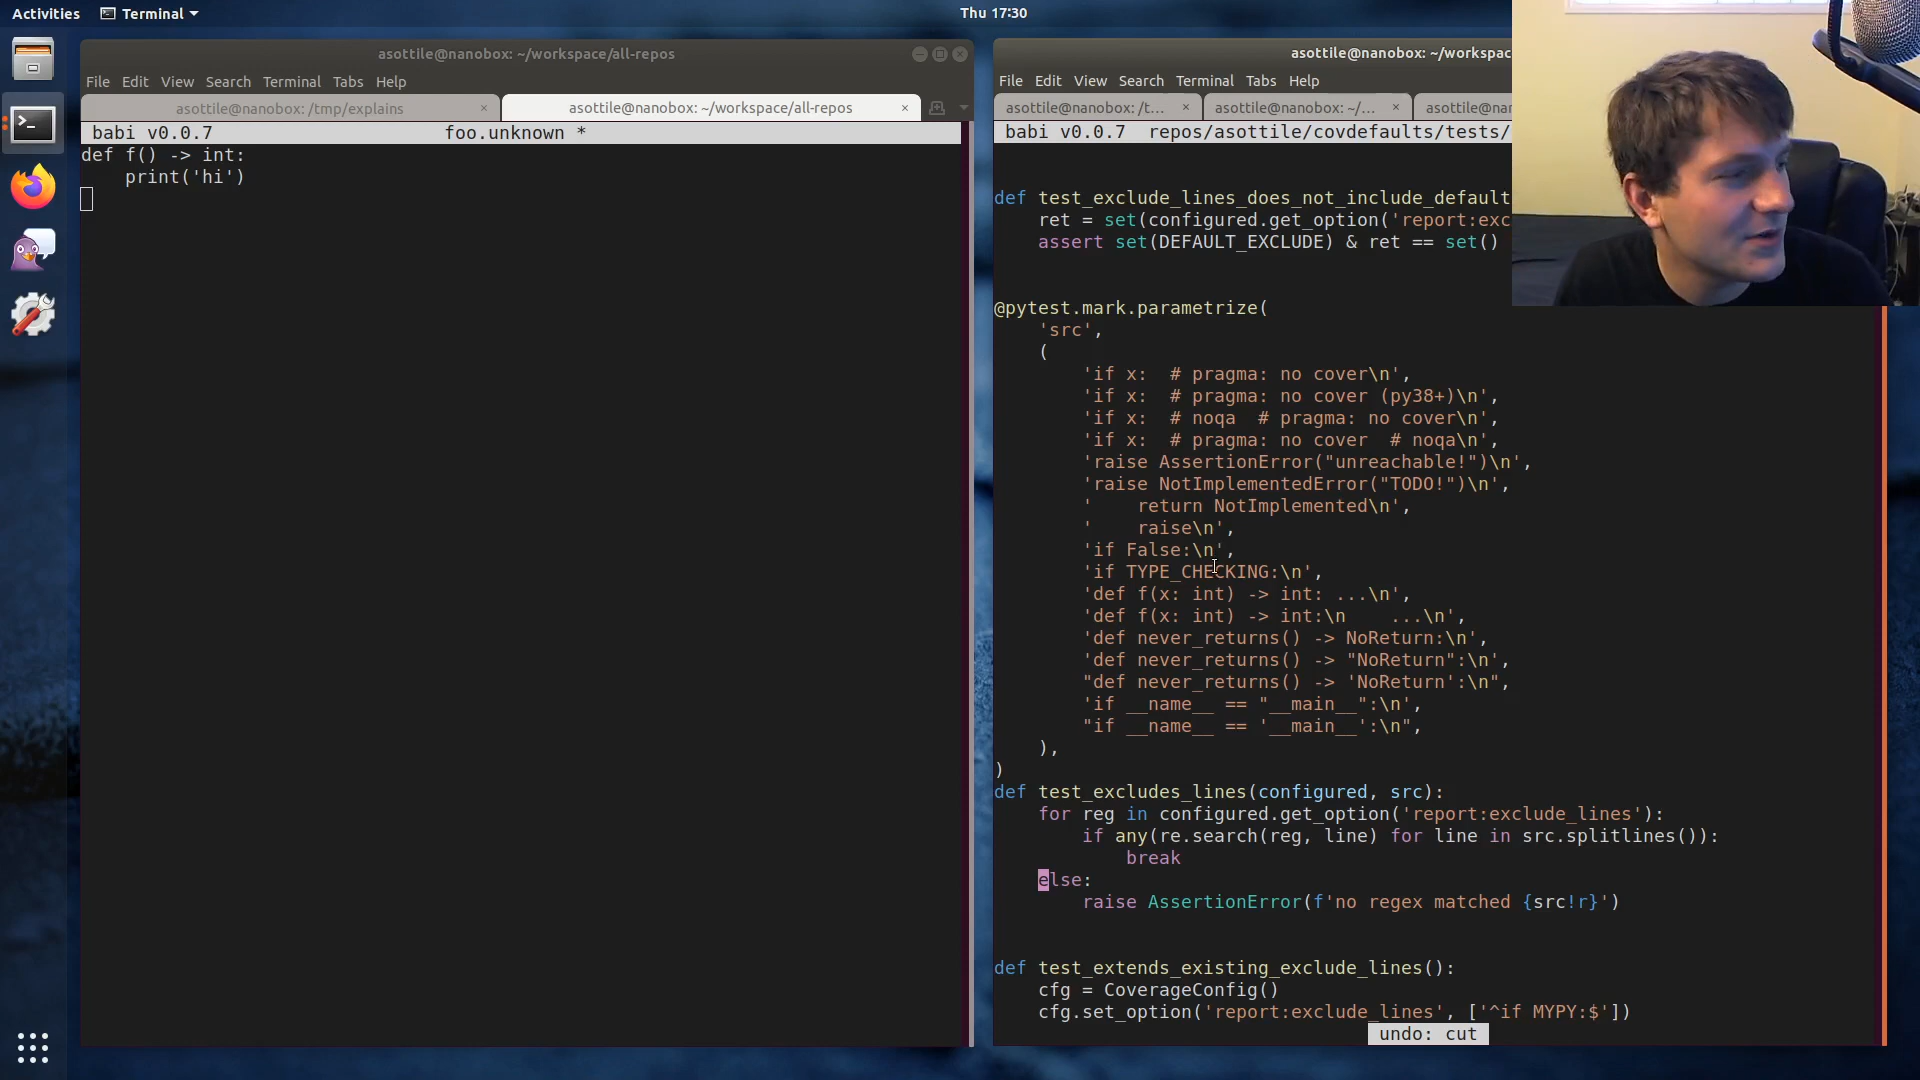 Activities
Terminal
Thu 17:30
asottile@nanobox: ~/workspace/all-repos
File Edit View Search Terminal Tabs Help
asottile@nanobox: /tmp/explains ×
asottile@nanobox: ~/workspace/all-repos ×
babi v0.0.7 foo.unknown *
def f() -> int:
    print('hi')
asottile@nanobox: ~/workspac
File Edit View Search Terminal Tabs Help
asottile@nanobox: /t... ×
asottile@nanobox: ~/... ×
asottile@nan
babi v0.0.7 repos/asottile/covdefaults/tests/
def test_exclude_lines_does_not_include_default
    ret = set(configured.get_option('report:exc
    assert set(DEFAULT_EXCLUDE) & ret == set()
@pytest.mark.parametrize(
    'src',
    (
        'if x:  # pragma: no cover\n',
        'if x:  # pragma: no cover (py38+)\n',
        'if x:  # noqa  # pragma: no cover\n',
        'if x:  # pragma: no cover  # noqa\n',
        'raise AssertionError("unreachable!")\n',
        'raise NotImplementedError("TODO!")\n',
        '    return NotImplemented\n',
        '    raise\n',
        'if False:\n',
        'if TYPE_CHECKING:\n',
        'def f(x: int) -> int: ...\n',
        'def f(x: int) -> int:\n    ...\n',
        'def never_returns() -> NoReturn:\n',
        'def never_returns() -> "NoReturn":\n',
        "def never_returns() -> 'NoReturn':\n",
        'if __name__ == "__main__":\n',
        "if __name__ == '__main__':\n",
    ),
)
def test_excludes_lines(configured, src):
    for reg in configured.get_option('report:exclude_lines'):
        if any(re.search(reg, line) for line in src.splitlines()):
            break
    else:
        raise AssertionError(f'no regex matched {src!r}')
def test_extends_existing_exclude_lines():
    cfg = CoverageConfig()
    cfg.set_option('report:exclude_lines', ['^if MYPY:$'])
undo: cut